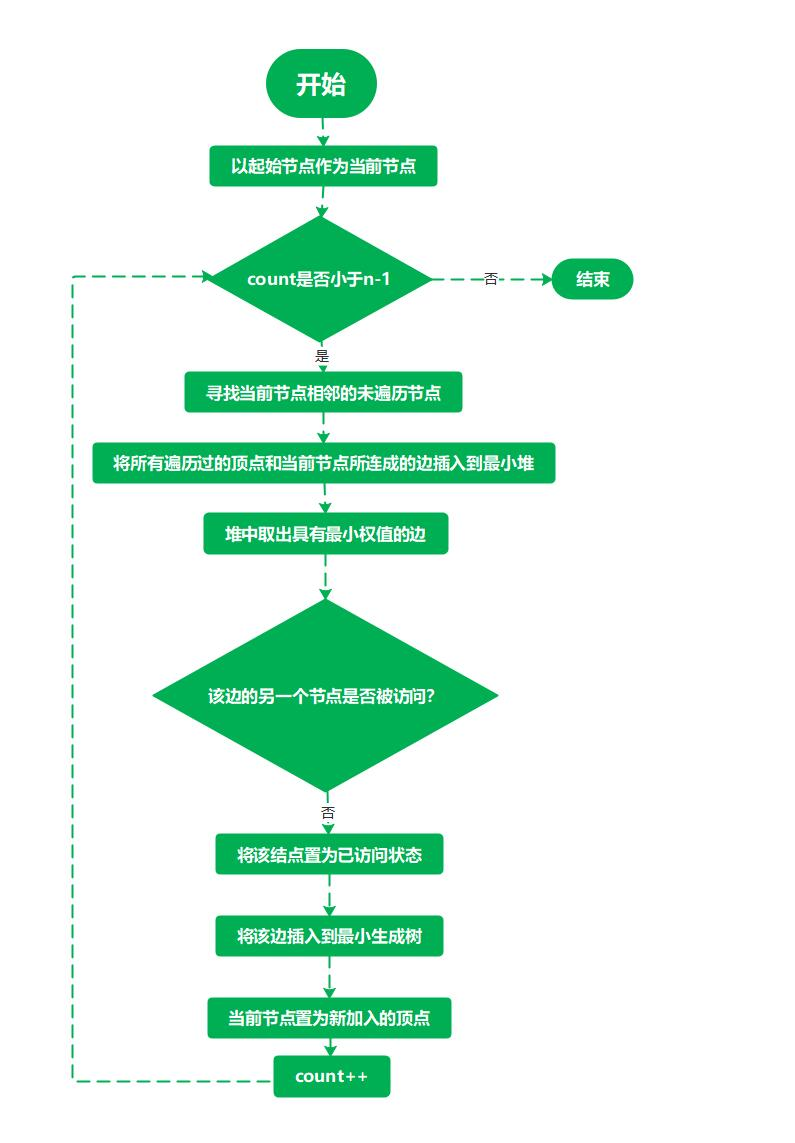 开始
以起始节点作为当前节点
count是否小于n-1
否
结束
是
寻找当前节点相邻的未遍历节点
将所有遍历过的顶点和当前节点所连成的边插入到最小堆
堆中取出具有最小权值的边
该边的另一个节点是否被访问？
否
将该结点置为已访问状态
将该边插入到最小生成树
当前节点置为新加入的顶点
count++